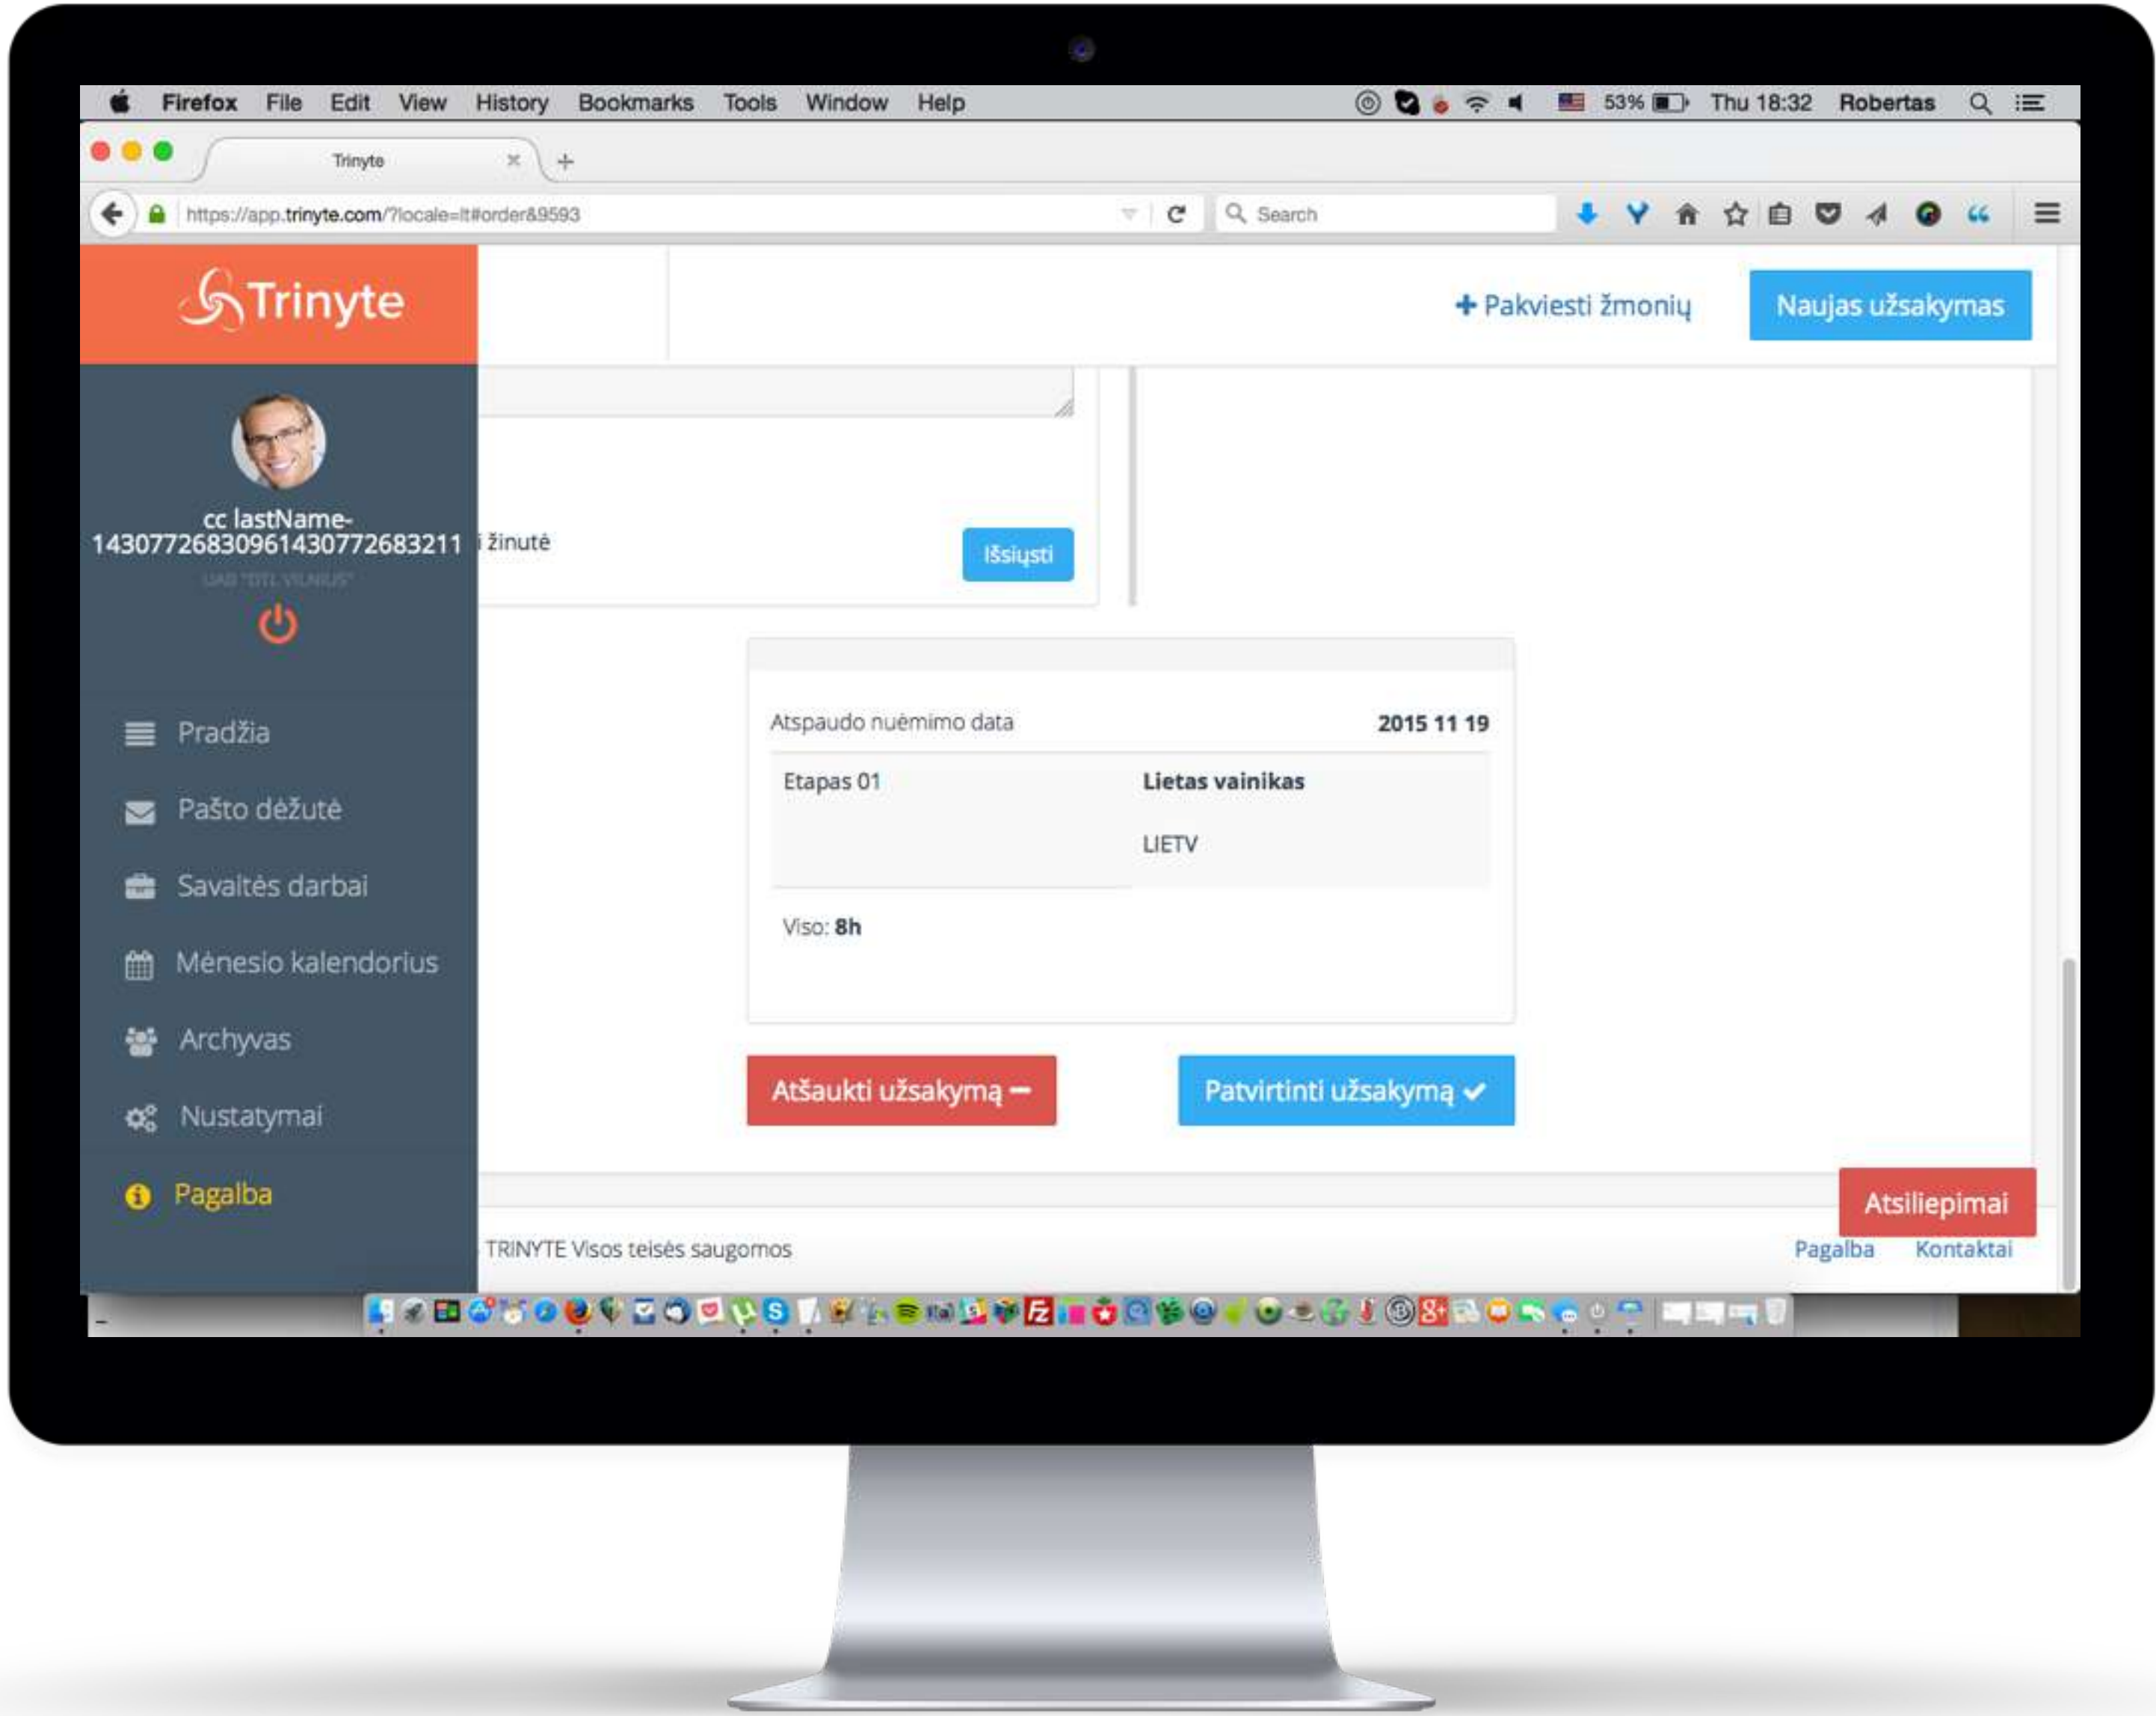 Firefox File Edit View History Bookmarks Tools Window Help 53% Thu 18:32 Robertas
Trinyte
https://app.trinyte.com/?locale=lt#order&9593 Search
Trinyte
+ Pakviesti žmonių Naujas užsakymas
cc lastName-
14307726830961430772683211
UAB "DTL VILNIUS"
i žinutė
Išsiųsti
Pradžia
Pašto dėžutė
Savaitės darbai
Mėnesio kalendorius
Archyvas
Nustatymai
Pagalba
Atspaudo nuėmimo data 2015 11 19
Etapas 01 Lietas vainikas
LIETV
Viso: 8h
Atšaukti užsakymą
Patvirtinti užsakymą
Atsiliepimai
TRINYTE Visos teisės saugomos
Pagalba Kontaktai